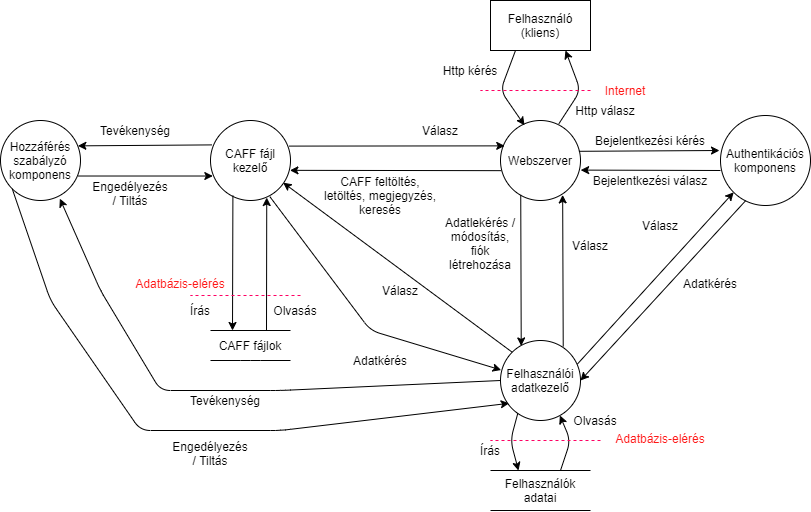 Felhasználó
(kliens)
Http kérés
Internet
Http válasz
Tevékenység
Válasz
Bejelentkezési kérés
Hozzáférés
szabályzó
komponens
CAFF fájl
kezelő
Webszerver
Authentikációs
komponens
Engedélyezés
/ Tiltás
CAFF feltöltés,
letöltés, megjegyzés,
keresés
Bejelentkezési válasz
Adatlekérés /
módosítás,
fiók
létrehozása
Válasz
Válasz
Adatbázis-elérés
Írás
Olvasás
Válasz
Adatkérés
CAFF fájlok
Adatkérés
Felhasználói
adatkezelő
Tevékenység
Engedélyezés
/ Tiltás
Olvasás
Írás
Adatbázis-elérés
Felhasználók
adatai